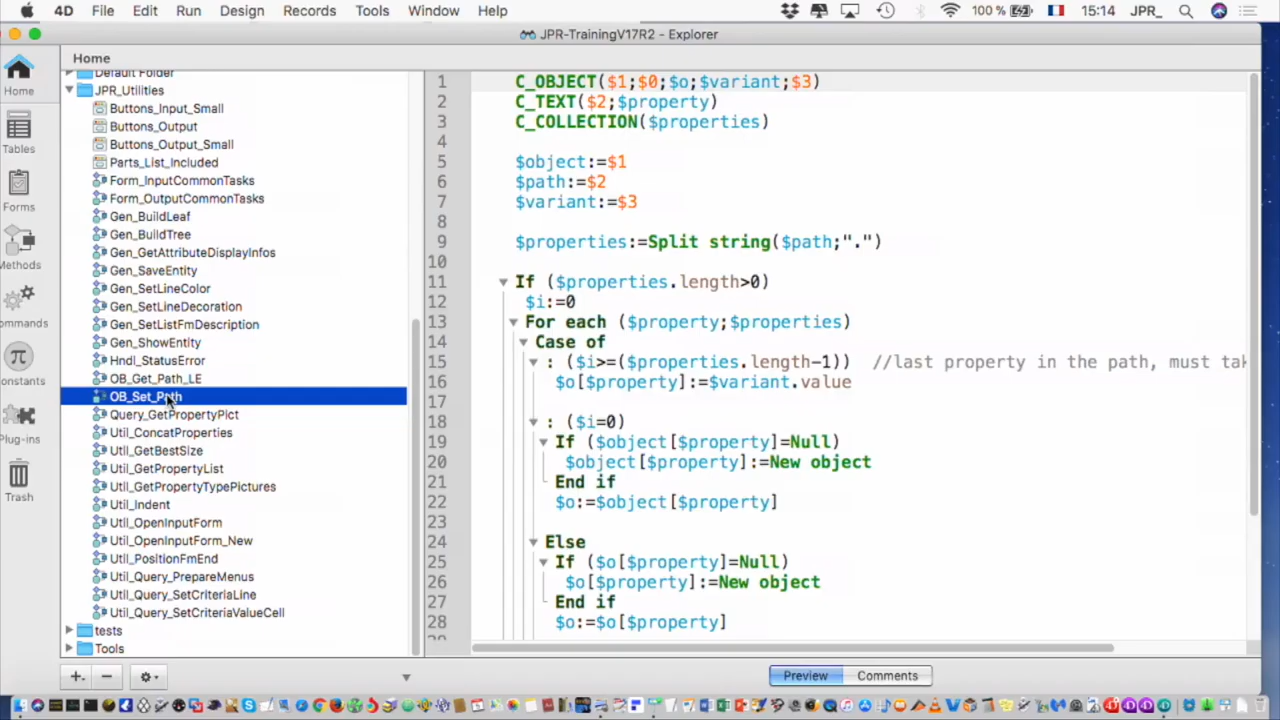 4D File Edit Run Design Records Tools Window Help 100 % 15:14 JPR_
JPR-TrainingV17R2 - Explorer
Home
Home
Tables
Forms
Methods
ommands
onstants
Plug-ins
Trash
Default Folder
JPR_Utilities
Buttons_Input_Small
Buttons_Output
Buttons_Output_Small
Parts_List_Included
Form_InputCommonTasks
Form_OutputCommonTasks
Gen_BuildLeaf
Gen_BuildTree
Gen_GetAttributeDisplayInfos
Gen_SaveEntity
Gen_SetLineColor
Gen_SetLineDecoration
Gen_SetListFmDescription
Gen_ShowEntity
Hndl_StatusError
OB_Get_Path_LE
OB_Set_Path
Query_GetPropertyPict
Util_ConcatProperties
Util_GetBestSize
Util_GetPropertyList
Util_GetPropertyTypePictures
Util_Indent
Util_OpenInputForm
Util_OpenInputForm_New
Util_PositionFmEnd
Util_Query_PrepareMenus
Util_Query_SetCriteriaLine
Util_Query_SetCriteriaValueCell
tests
Tools
1 C_OBJECT($1;$0;$o;$variant;$3)
2 C_TEXT($2;$property)
3 C_COLLECTION($properties)
4
5 $object:=$1
6 $path:=$2
7 $variant:=$3
8
9 $properties:=Split string($path;".")
10
11 If ($properties.length>0)
12 $i:=0
13 For each ($property;$properties)
14 Case of
15 : ($i>=($properties.length-1)) //last property in the path, must tak
16 $o[$property]:=$variant.value
17
18 : ($i=0)
19 If ($object[$property]=Null)
20 $object[$property]:=New object
21 End if
22 $o:=$object[$property]
23
24 Else
25 If ($o[$property]=Null)
26 $o[$property]:=New object
27 End if
28 $o:=$o[$property]
29
Preview Comments